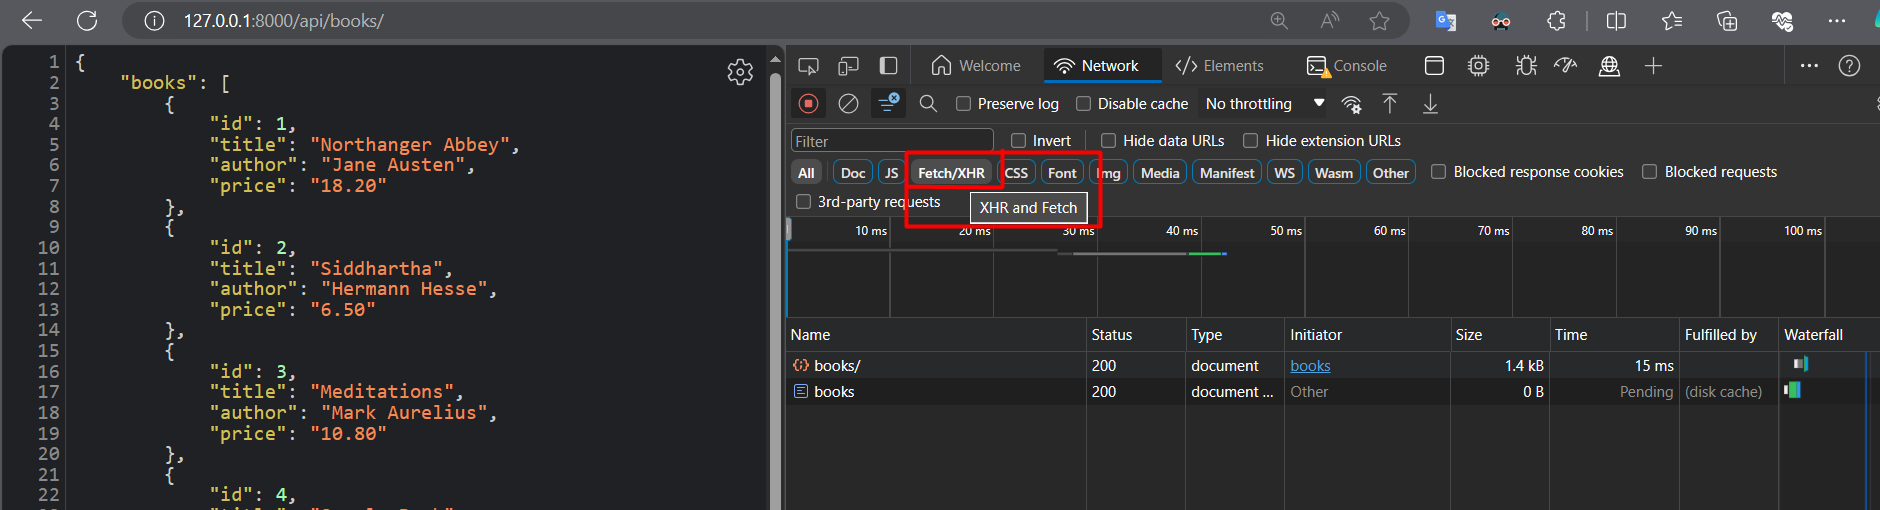 127.0.0.1:8000/api/books/
1 {
2 "books": [
3 {
4 "id": 1,
5 "title": "Northanger Abbey",
6 "author": "Jane Austen",
7 "price": "18.20"
8 },
9 {
10 "id": 2,
11 "title": "Siddhartha",
12 "author": "Hermann Hesse",
13 "price": "6.50"
14 },
15 {
16 "id": 3,
17 "title": "Meditations",
18 "author": "Mark Aurelius",
19 "price": "10.80"
20 },
21 {
22 "id": 4,
Welcome Network Elements Console
Preserve log Disable cache No throttling
Filter Invert Hide data URLs Hide extension URLs
All Doc JS Fetch/XHR CSS Font Img Media Manifest WS Wasm Other Blocked response cookies Blocked requests
3rd-party requests XHR and Fetch
10 ms 20 ms 30 ms 40 ms 50 ms 60 ms 70 ms 80 ms 90 ms 100 ms
Name Status Type Initiator Size Time Fulfilled by Waterfall
books/ 200 document books 1.4 kB 15 ms
books 200 document ... Other 0 B Pending (disk cache)